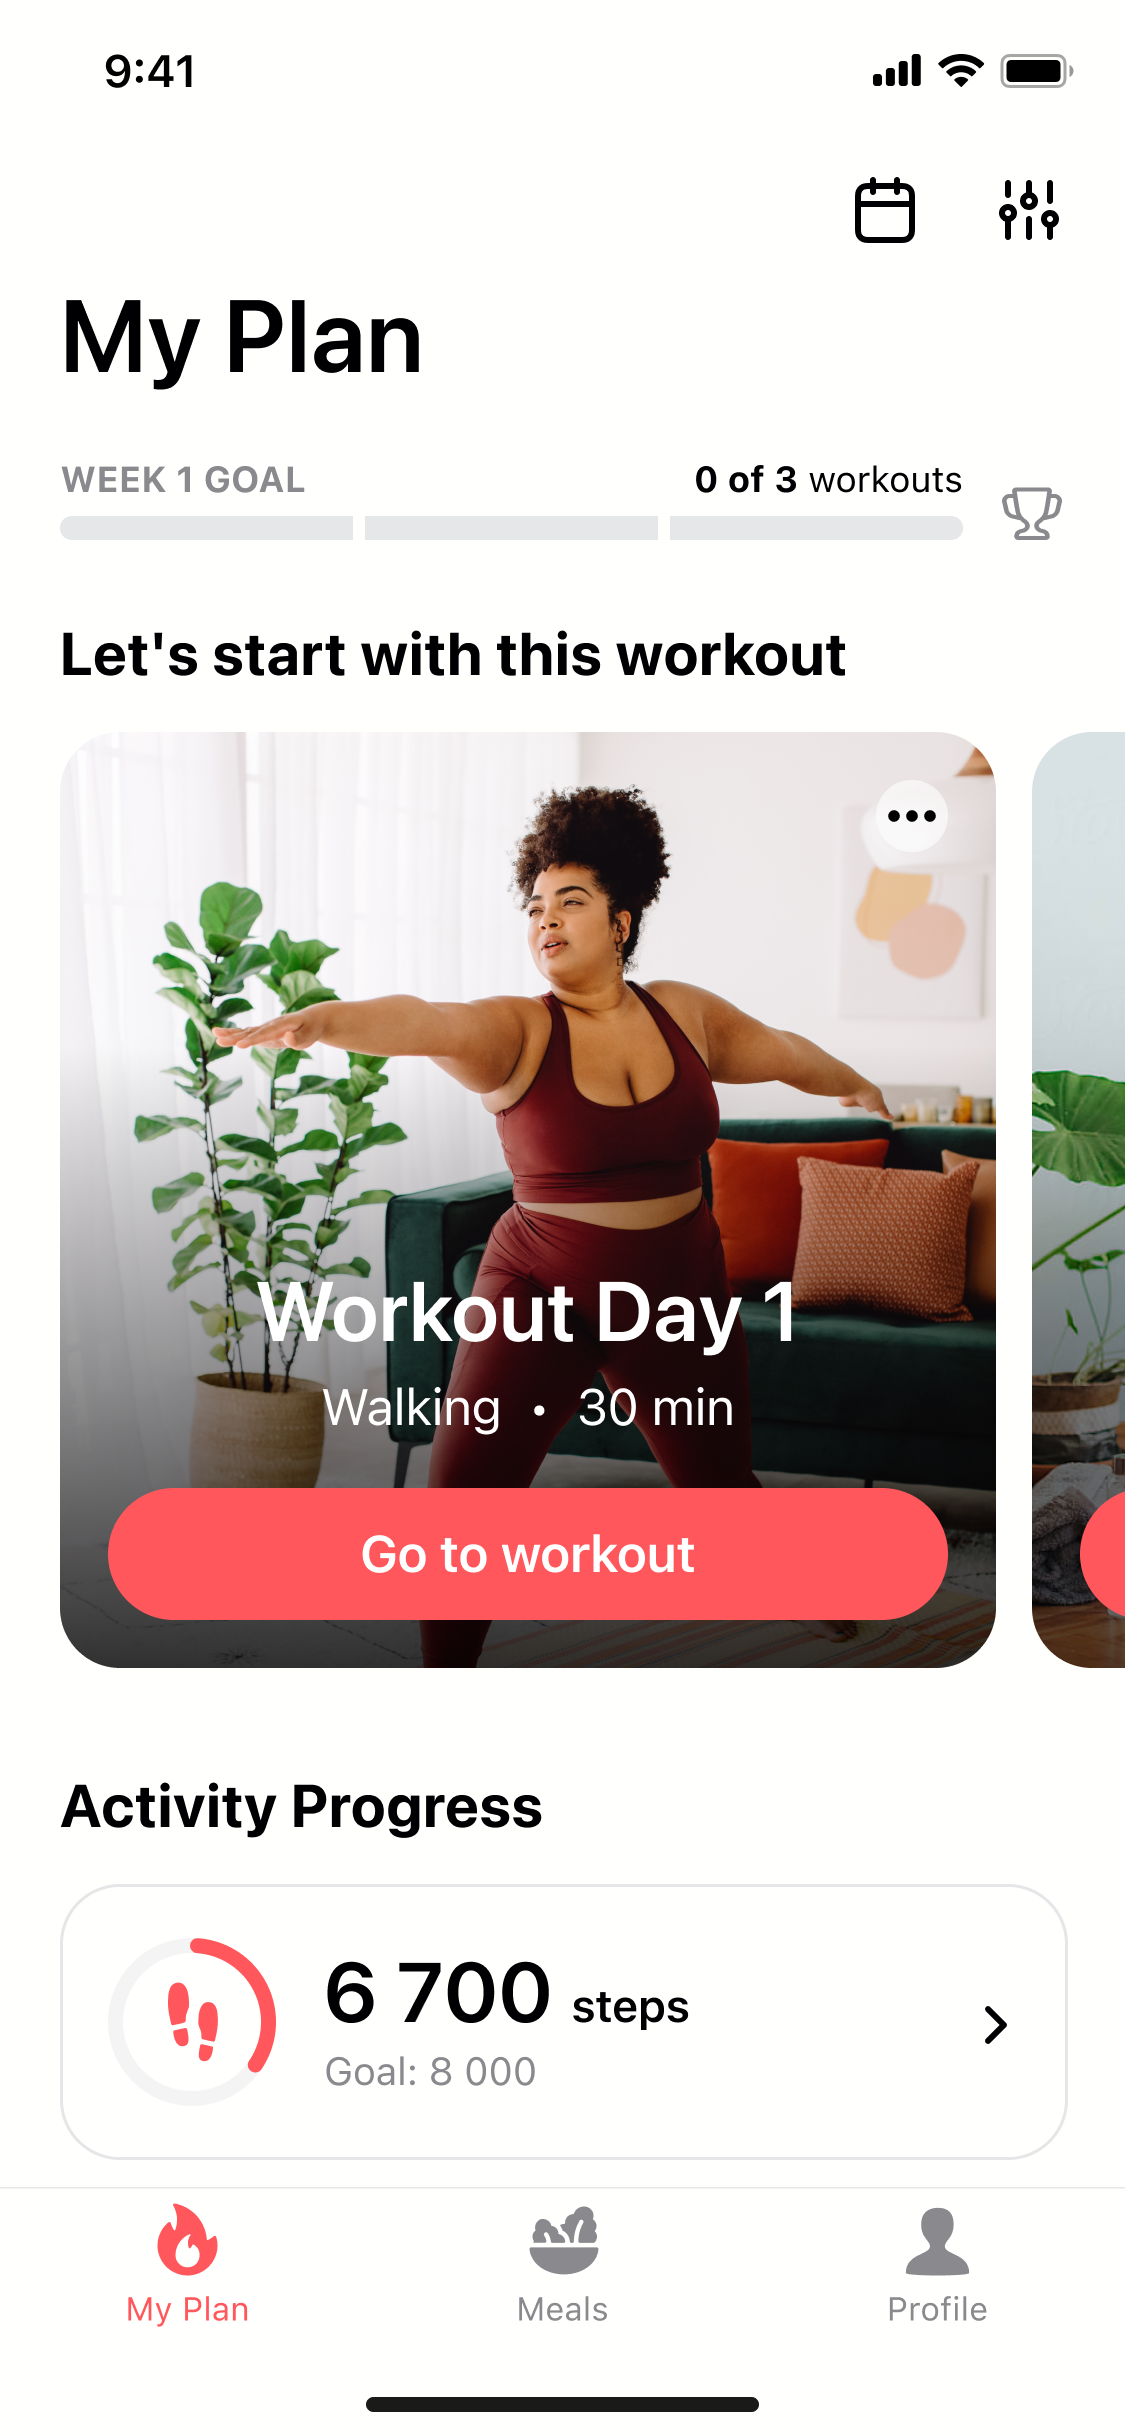 9:41
My Plan
WEEK 1 GOAL
0 of 3 workouts
Let's start with this workout
Workout Day 1
Walking • 30 min
Go to workout
Activity Progress
6 700 steps
Goal: 8 000
My Plan
Meals
Profile